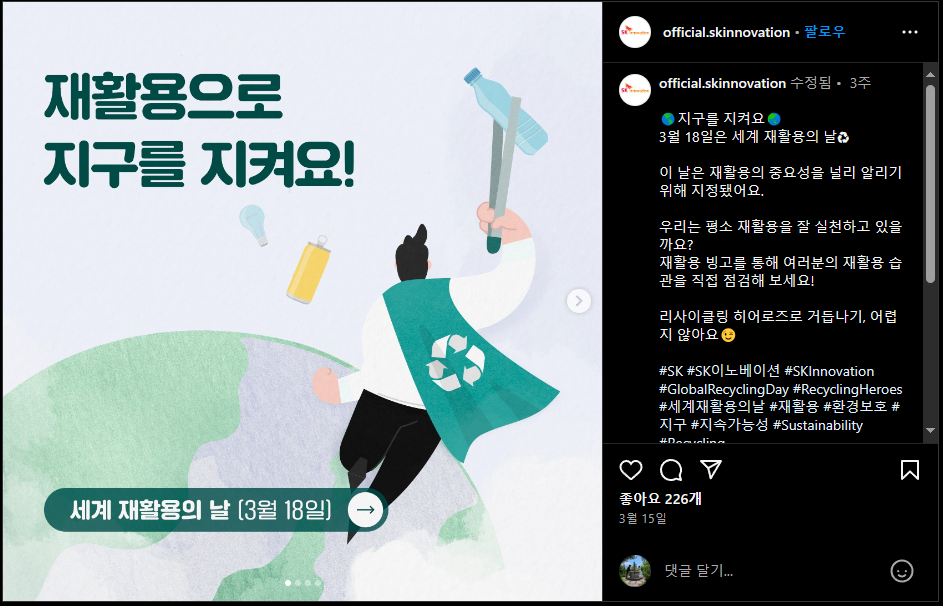 재활용으로
지구를 지켜요!
세계 재활용의 날 (3월 18일)
official.skinnovation • 팔로우
official.skinnovation 수정됨 • 3주
🌏지구를 지켜요🌏
3월 18일은 세계 재활용의 날♻
이 날은 재활용의 중요성을 널리 알리기
위해 지정됐어요.
우리는 평소 재활용을 잘 실천하고 있을
까요?
재활용 빙고를 통해 여러분의 재활용 습
관을 직접 점검해 보세요!
리사이클링 히어로즈로 거듭나기, 어렵
지 않아요😉
#SK #SK이노베이션 #SKInnovation
#GlobalRecyclingDay #RecyclingHeroes
#세계재활용의날 #재활용 #환경보호 #
지구 #지속가능성 #Sustainability
#Recycling
좋아요 226개
3월 15일
댓글 달기...